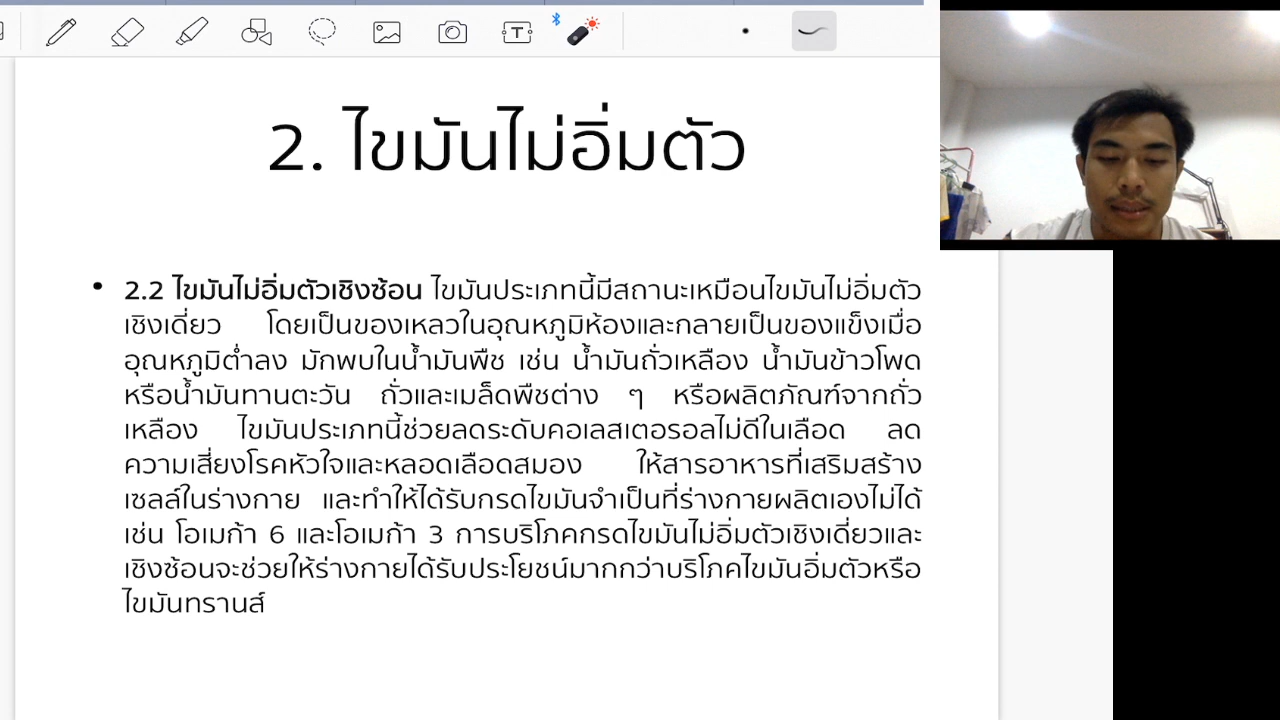 2. ไขมันไม่อิ่มตัว
• 2.2 ไขมันไม่อิ่มตัวเชิงซ้อน ไขมันประเภทนี้มีสถานะเหมือนไขมันไม่อิ่มตัว
เชิงเดี่ยว โดยเป็นของเหลวในอุณหภูมิห้องและกลายเป็นของแข็งเมื่อ
อุณหภูมิต่ำลง มักพบในน้ำมันพืช เช่น น้ำมันถั่วเหลือง น้ำมันข้าวโพด
หรือน้ำมันทานตะวัน ถั่วและเมล็ดพืชต่าง ๆ หรือผลิตภัณฑ์จากถั่ว
เหลือง ไขมันประเภทนี้ช่วยลดระดับคอเลสเตอรอลไม่ดีในเลือด ลด
ความเสี่ยงโรคหัวใจและหลอดเลือดสมอง ให้สารอาหารที่เสริมสร้าง
เซลล์ในร่างกาย และทำให้ได้รับกรดไขมันจำเป็นที่ร่างกายผลิตเองไม่ได้
เช่น โอเมก้า 6 และโอเมก้า 3 การบริโภคกรดไขมันไม่อิ่มตัวเชิงเดี่ยวและ
เชิงซ้อนจะช่วยให้ร่างกายได้รับประโยชน์มากกว่าบริโภคไขมันอิ่มตัวหรือ
ไขมันทรานส์